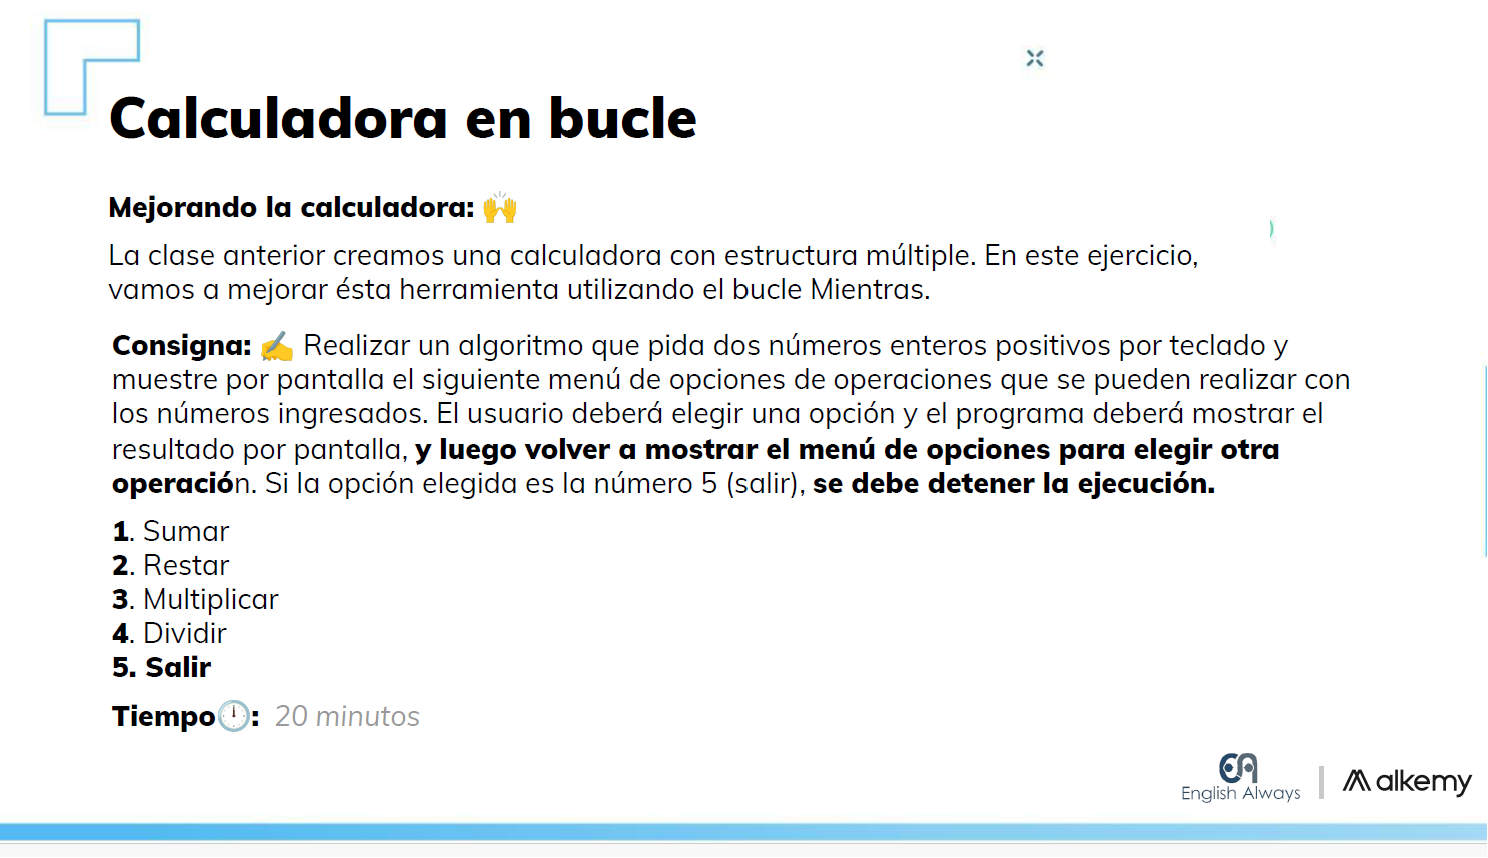 Calculadora en bucle
Mejorando la calculadora: 🙌
La clase anterior creamos una calculadora con estructura múltiple. En este ejercicio,
vamos a mejorar ésta herramienta utilizando el bucle Mientras.
Consigna: ✍️ Realizar un algoritmo que pida dos números enteros positivos por teclado y
muestre por pantalla el siguiente menú de opciones de operaciones que se pueden realizar con
los números ingresados. El usuario deberá elegir una opción y el programa deberá mostrar el
resultado por pantalla, y luego volver a mostrar el menú de opciones para elegir otra
operación. Si la opción elegida es la número 5 (salir), se debe detener la ejecución.
1. Sumar
2. Restar
3. Multiplicar
4. Dividir
5. Salir
Tiempo🕛: 20 minutos
English Always
alkemy